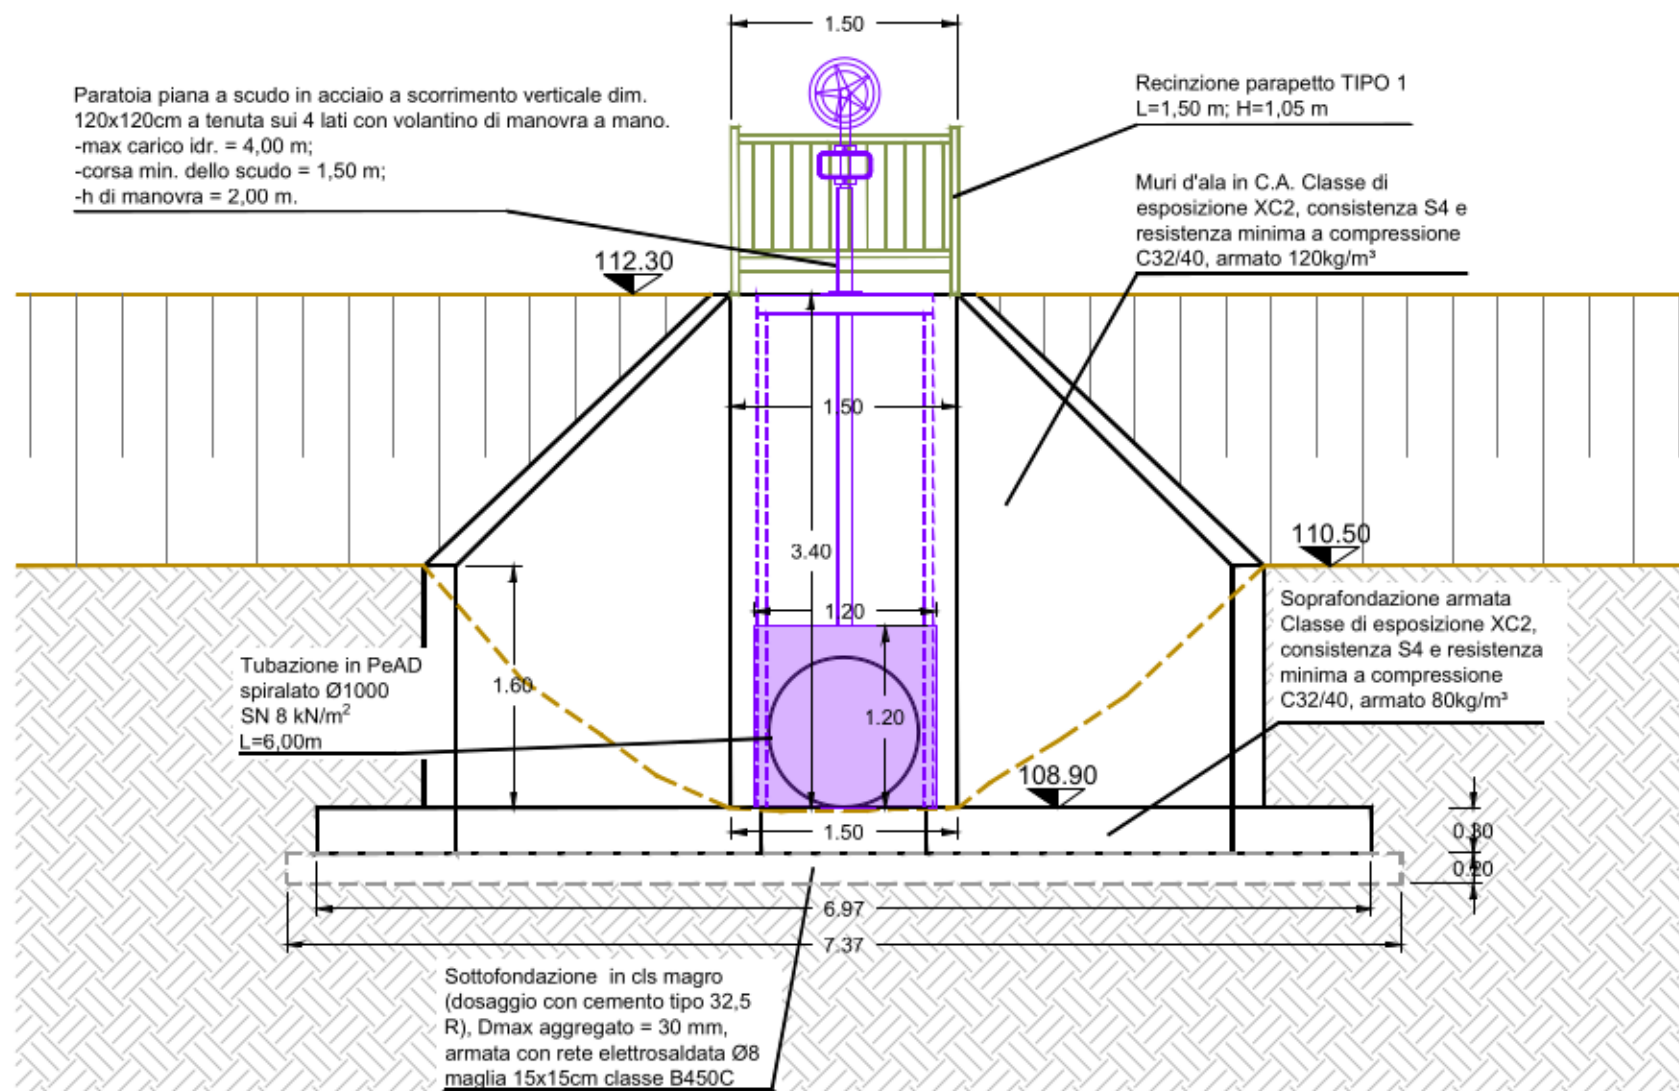 1.50
Paratoia piana a scudo in acciaio a scorrimento verticale dim.
120x120cm a tenuta sui 4 lati con volantino di manovra a mano.
-max carico idr. = 4,00 m;
-corsa min. dello scudo = 1,50 m;
-h di manovra = 2,00 m.
Recinzione parapetto TIPO 1
L=1,50 m; H=1,05 m
Muri d'ala in C.A. Classe di
esposizione XC2, consistenza S4 e
resistenza minima a compressione
C32/40, armato 120kg/m³
112.30
1.50
3.40
110.50
1.20
Soprafondazione armata
Classe di esposizione XC2,
consistenza S4 e resistenza
minima a compressione
C32/40, armato 80kg/m³
Tubazione in PeAD
spiralato Ø1000
SN 8 kN/m²
L=6,00m
1.60
1.20
108.90
1.50
0.30
0.20
6.97
7.37
Sottofondazione in cls magro
(dosaggio con cemento tipo 32,5
R), Dmax aggregato = 30 mm,
armata con rete elettrosaldata Ø8
maglia 15x15cm classe B450C